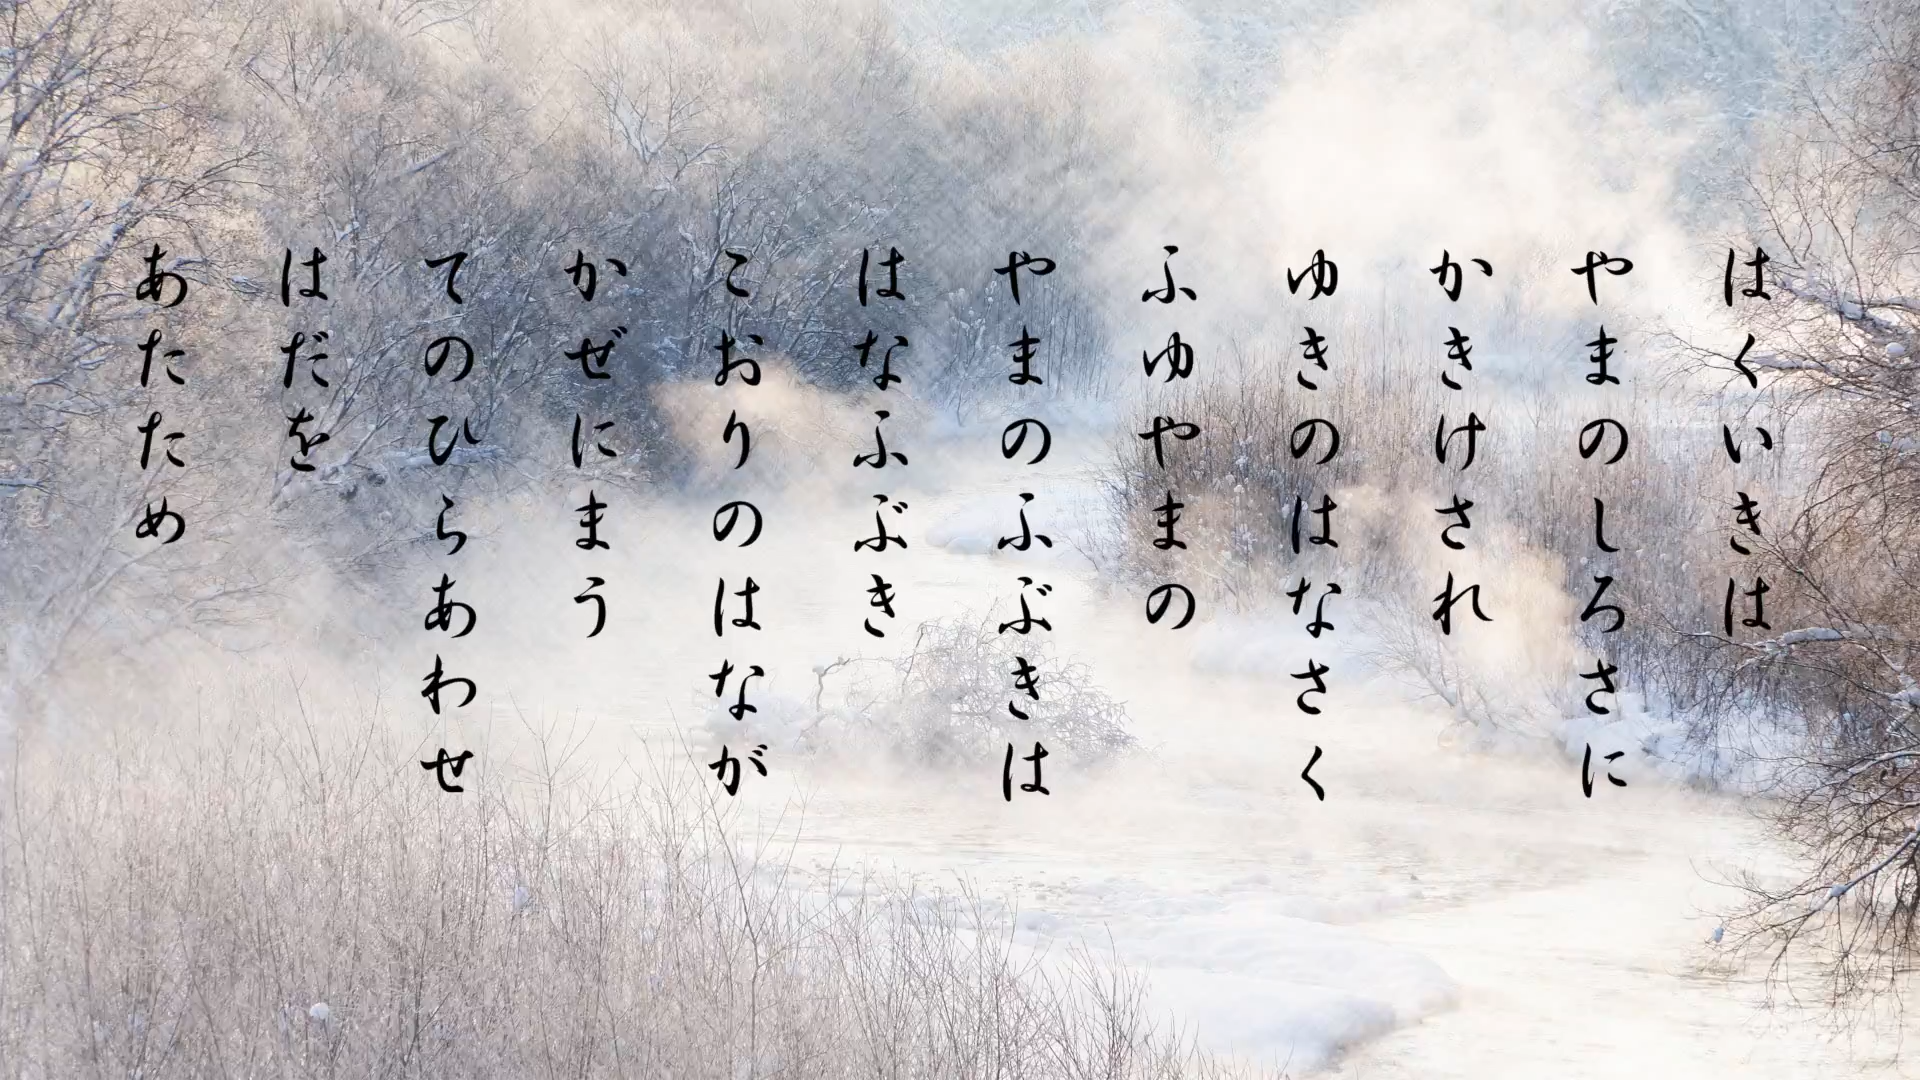 はくいきは
やまのしろさに
かきけされ
ゆきのはなさく
ふゆやまの
やまのふぶきは
はなふぶき
こおりのはなが
かぜにまう
てのひらあわせ
はだを
あたため